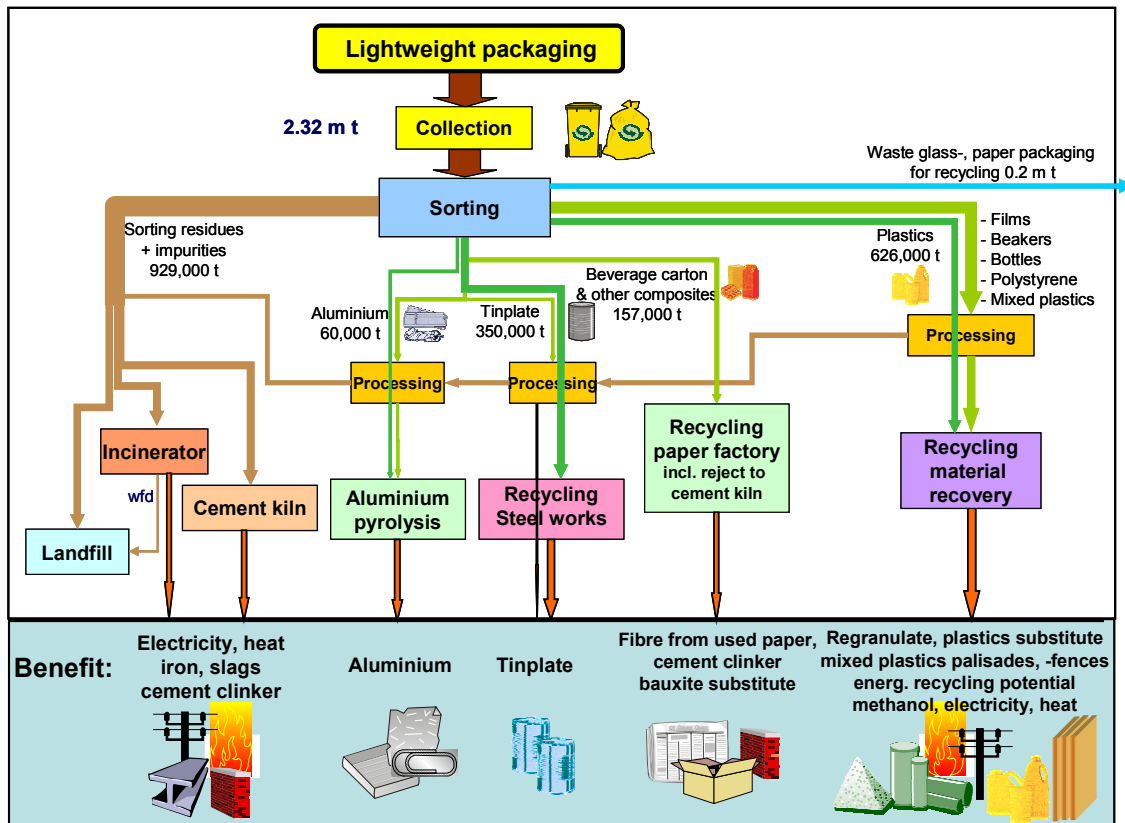 Lightweight packaging
2.32 m t
Collection
Waste glass-, paper packaging
for recycling 0.2 m t
Sorting
Sorting residues
+ impurities
929,000 t
Plastics
626,000 t
- Films
- Beakers
- Bottles
- Polystyrene
- Mixed plastics
Beverage carton
& other composites
157,000 t
Aluminium
60,000 t
Tinplate
350,000 t
Processing
Processing
Processing
Incinerator
wfd
Cement kiln
Landfill
Aluminium
pyrolysis
Recycling
Steel works
Recycling
paper factory
incl. reject to
cement kiln
Recycling
material
recovery
Benefit:
Electricity, heat
iron, slags
cement clinker
Aluminium
Tinplate
Fibre from used paper,
cement clinker
bauxite substitute
Regranulate, plastics substitute
mixed plastics palisades, -fences
energ. recycling potential
methanol, electricity, heat